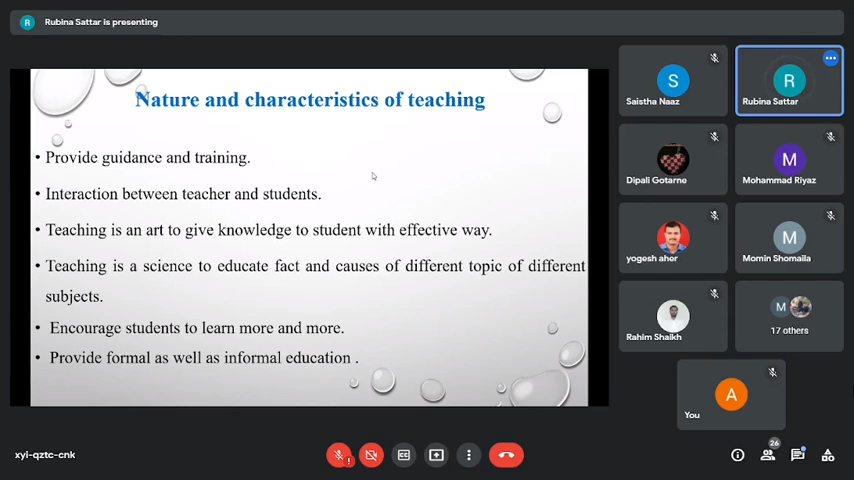 R
Rubina Sattar is presenting
Nature and characteristics of teaching
• Provide guidance and training.
• Interaction between teacher and students.
• Teaching is an art to give knowledge to student with effective way.
• Teaching is a science to educate fact and causes of different topic of different
subjects.
• Encourage students to learn more and more.
• Provide formal as well as informal education .
S
Saistha Naaz
R
Rubina Sattar
Dipali Gotarne
M
Mohammad Riyaz
yogesh aher
M
Momin Shomaila
Rahim Shaikh
M
17 others
A
You
xyi-qztc-cnk
26